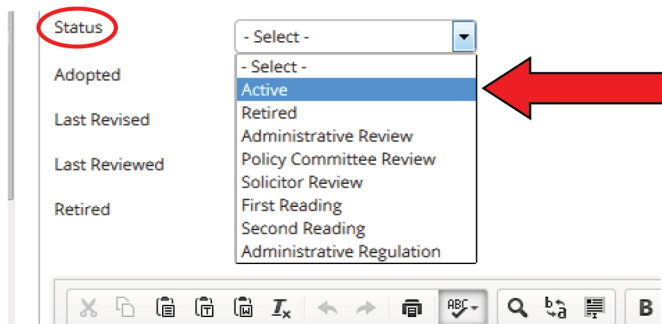 Status
- Select -
- Select -
Adopted
Active
Last Revised
Retired
Administrative Review
Last Reviewed
Policy Committee Review
Solicitor Review
Retired
First Reading
Second Reading
Administrative Regulation
ABC
B